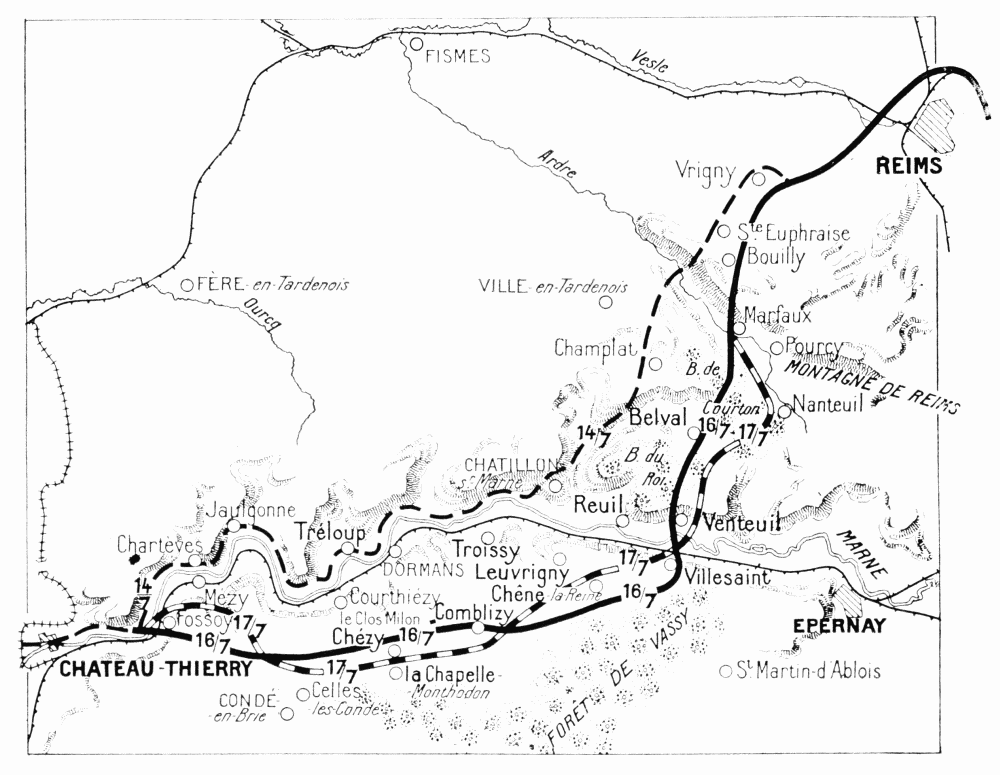 FISMES
Vesle
REIMS
Ardre
Vrigny
Ste Euphraise
Bouilly
FÈRE-en-Tardenois
VILLE-en-Tardenois
Ourcq
Marfaux
Champlat
Pourcy
B. de
Courton
MONTAGNE DE REIMS
Nanteuil
Belval
16/7-17/7
14/7
B du
Roi
CHATILLON
s/-Marne
Reuil
Venteuil
Jaulgonne
Tréloup
Chartèves
Troissy
DORMANS
Leuvrigny
17/7
MARNE
Villesaint
14/7
Mézy
Courthiézy
Chêne-la Reine
16/7
Fossoy
17/7
le Clos Milon
Comblizy
EPERNAY
16/7
Chézy
16/7
CHATEAU-THIERRY
17/7
la Chapelle-
Monthodon
FORÊT DE VASSY
St Martin-d'Ablois
CONDÉ
-en-Brie
Celles
-les-Condé